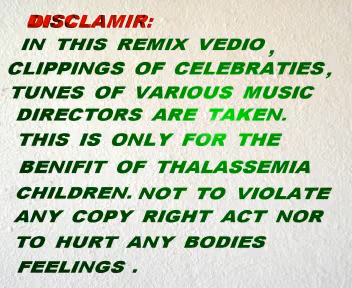 DISCLAMIR:
IN THIS REMIX VEDIO,
CLIPPINGS OF CELEBRATIES,
TUNES OF VARIOUS MUSIC
DIRECTORS ARE TAKEN.
THIS IS ONLY FOR THE
BENIFIT OF THALASSEMIA
CHILDREN. NOT TO VIOLATE
ANY COPY RIGHT ACT NOR
TO HURT ANY BODIES
FEELINGS .